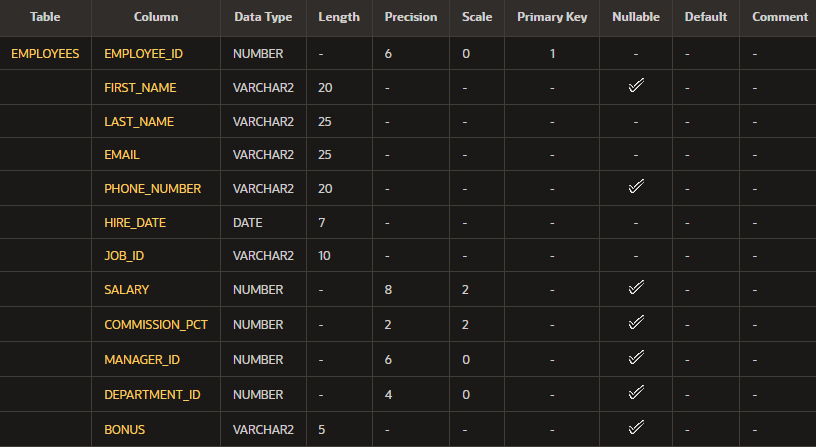 Table Column Data Type Length Precision Scale Primary Key Nullable Default Comment
EMPLOYEES EMPLOYEE_ID NUMBER - 6 0 1 - - -
FIRST_NAME VARCHAR2 20 - - - ✓ - -
LAST_NAME VARCHAR2 25 - - - - - -
EMAIL VARCHAR2 25 - - - - - -
PHONE_NUMBER VARCHAR2 20 - - - ✓ - -
HIRE_DATE DATE 7 - - - - - -
JOB_ID VARCHAR2 10 - - - - - -
SALARY NUMBER - 8 2 - ✓ - -
COMMISSION_PCT NUMBER - 2 2 - ✓ - -
MANAGER_ID NUMBER - 6 0 - ✓ - -
DEPARTMENT_ID NUMBER - 4 0 - ✓ - -
BONUS VARCHAR2 5 - - - ✓ - -